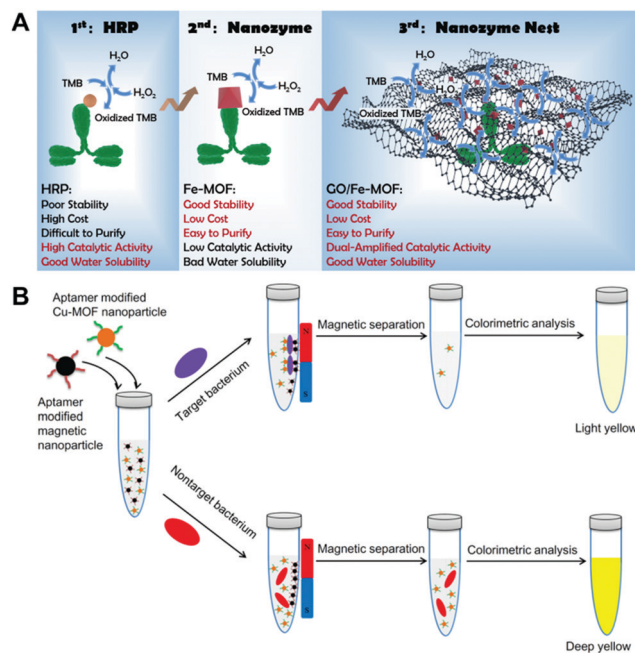 A
1st: HRP
2nd: Nanozyme
3rd: Nanozyme Nest
H2O
TMB
H2O2
Oxidized TMB
H2O
TMB
H2O2
Oxidized TMB
H2O
TMB
H2O2
Oxidized TMB
HRP:
Poor Stability
High Cost
Difficult to Purify
High Catalytic Activity
Good Water Solubility
Fe-MOF:
Good Stability
Low Cost
Easy to Purify
Low Catalytic Activity
Bad Water Solubility
GO/Fe-MOF:
Good Stability
Low Cost
Easy to Purify
Dual-Amplified Catalytic Activity
Good Water Solubility
B
Aptamer modified
Cu-MOF nanoparticle
Aptamer
modified
magnetic
nanoparticle
Target bacterium
N
S
Magnetic separation
Colorimetric analysis
Light yellow
Nontarget bacterium
N
S
Magnetic separation
Colorimetric analysis
Deep yellow